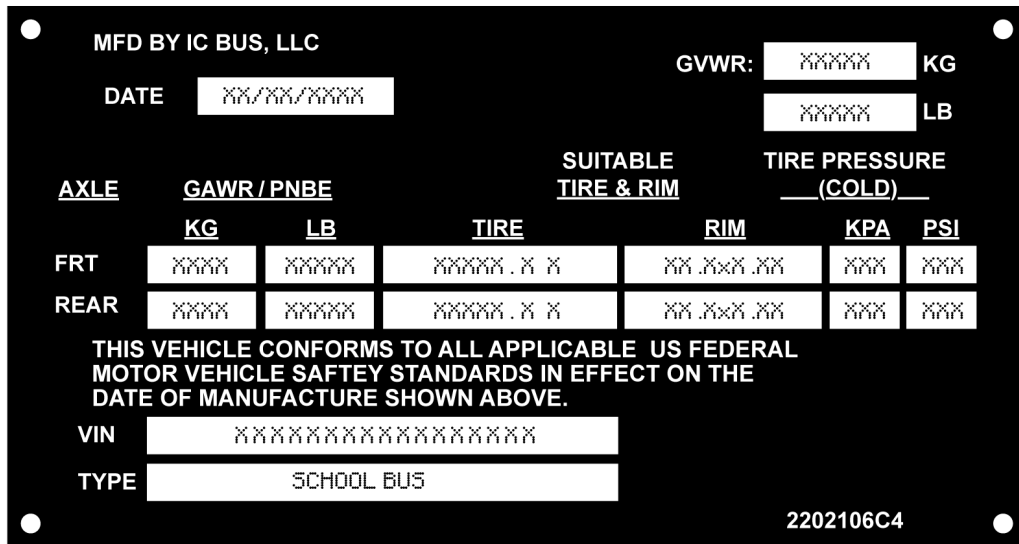 MFD BY IC BUS, LLC
GVWR: XXXXX KG
DATE XX/XX/XXXX
XXXXX LB
SUITABLE TIRE PRESSURE
AXLE GAWR / PNBE TIRE & RIM (COLD)
KG LB TIRE RIM KPA PSI
FRT XXXX XXXXX XXXXX.X X XX.XxX.XX XXX XXX
REAR XXXX XXXXX XXXXX.X X XX.XxX.XX XXX XXX
THIS VEHICLE CONFORMS TO ALL APPLICABLE US FEDERAL
MOTOR VEHICLE SAFTEY STANDARDS IN EFFECT ON THE
DATE OF MANUFACTURE SHOWN ABOVE.
VIN XXXXXXXXXXXXXXXXX
TYPE SCHOOL BUS
2202106C4